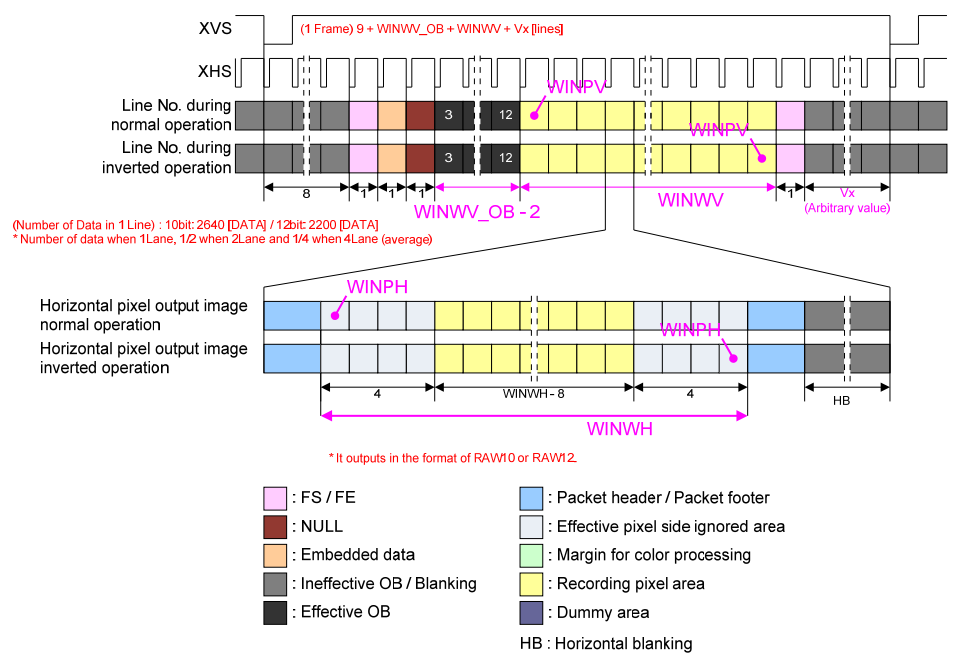 XVS
(1 Frame) 9 + WINWV_OB + WINWV + Vx [lines]
XHS
WINPV
Line No. during
normal operation
3
12
WINPV
Line No. during
inverted operation
3
12
8
1
1
1
WINWV_OB - 2
WINWV
1
Vx
(Arbitrary value)
(Number of Data in 1 Line) : 10bit: 2640 [DATA] / 12bit: 2200 [DATA]
* Number of data when 1Lane, 1/2 when 2Lane and 1/4 when 4Lane (average)
WINPH
Horizontal pixel output image
normal operation
WINPH
Horizontal pixel output image
inverted operation
4
WINWH - 8
4
HB
WINWH
* It outputs in the format of RAW10 or RAW12.
: FS / FE
: NULL
: Embedded data
: Ineffective OB / Blanking
: Effective OB
: Packet header / Packet footer
: Effective pixel side ignored area
: Margin for color processing
: Recording pixel area
: Dummy area
HB : Horizontal blanking